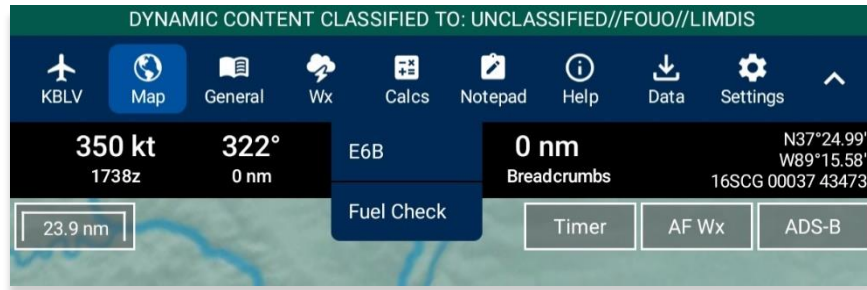 DYNAMIC CONTENT CLASSIFIED TO: UNCLASSIFIED//FOUO//LIMDIS
KBLV Map General Wx Calcs Notepad Help Data Settings
350 kt 322° 0 nm
1738z 0 nm Breadcrumbs
N37°24.99'
W89°15.58'
16SCG 00037 43473
E6B
Fuel Check
23.9 nm Timer AF Wx ADS-B